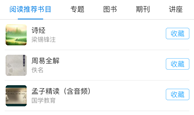 阅读推荐书目 专题 图书 期刊 讲座
诗经
梁锡锋注
收藏
周易全解
佚名
收藏
孟子精读（含音频）
国学教育
收藏